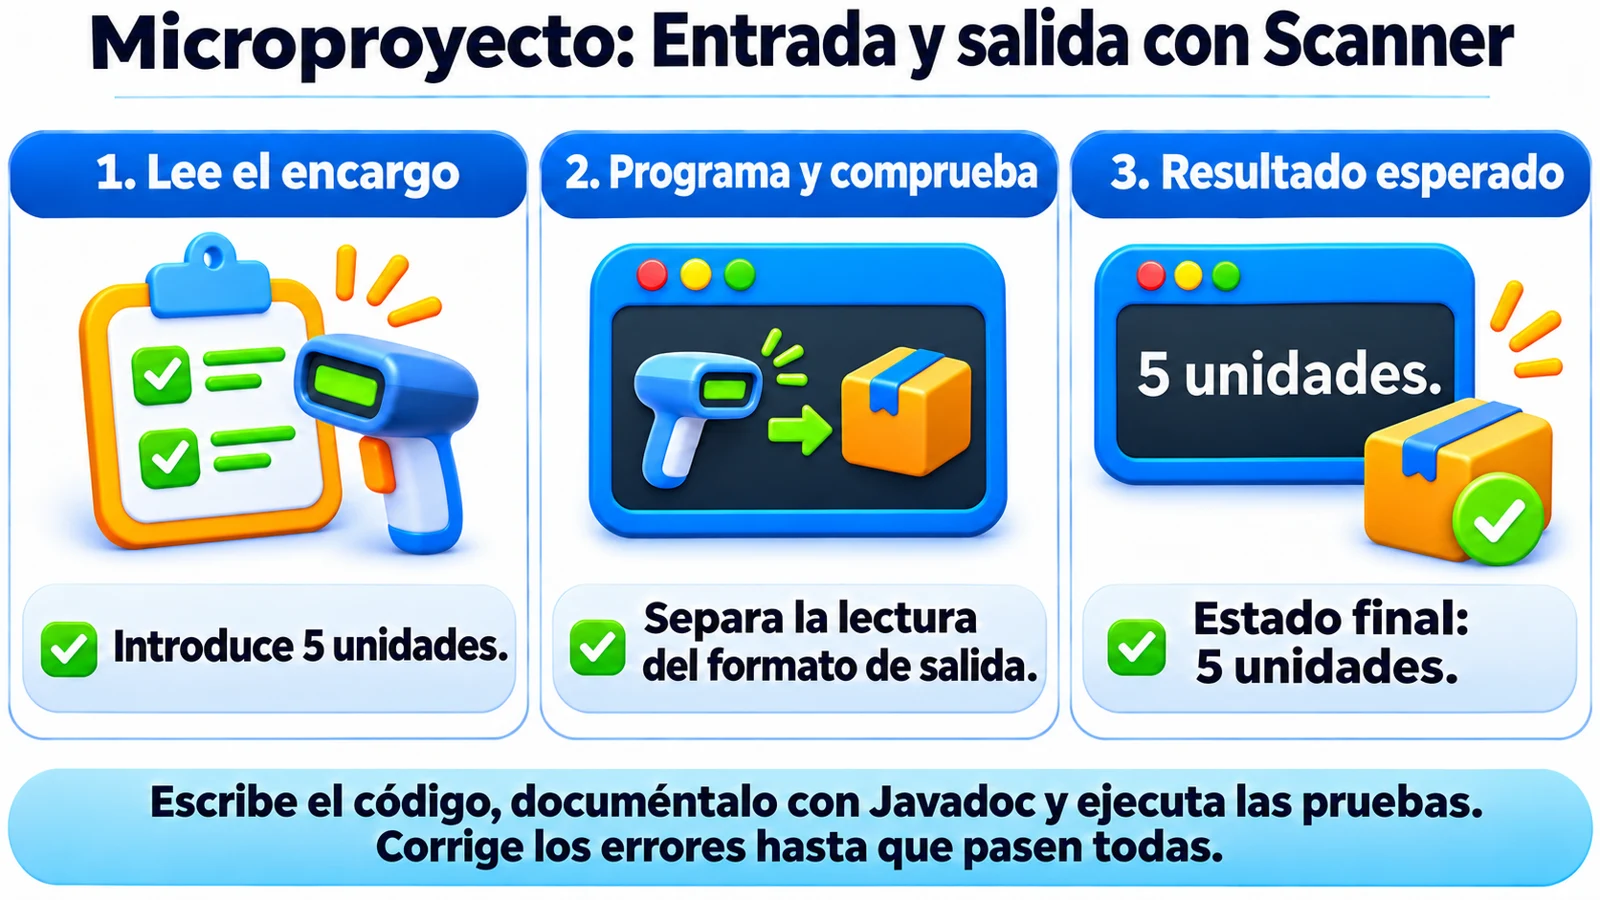 Microproyecto: Entrada y salida con Scanner
1. Lee el encargo
Introduce 5 unidades.
2. Programa y comprueba
Separa la lectura
del formato de salida.
3. Resultado esperado
5 unidades.
Estado final:
5 unidades.
Escribe el código, documéntalo con Javadoc y ejecuta las pruebas.
Corrige los errores hasta que pasen todas.